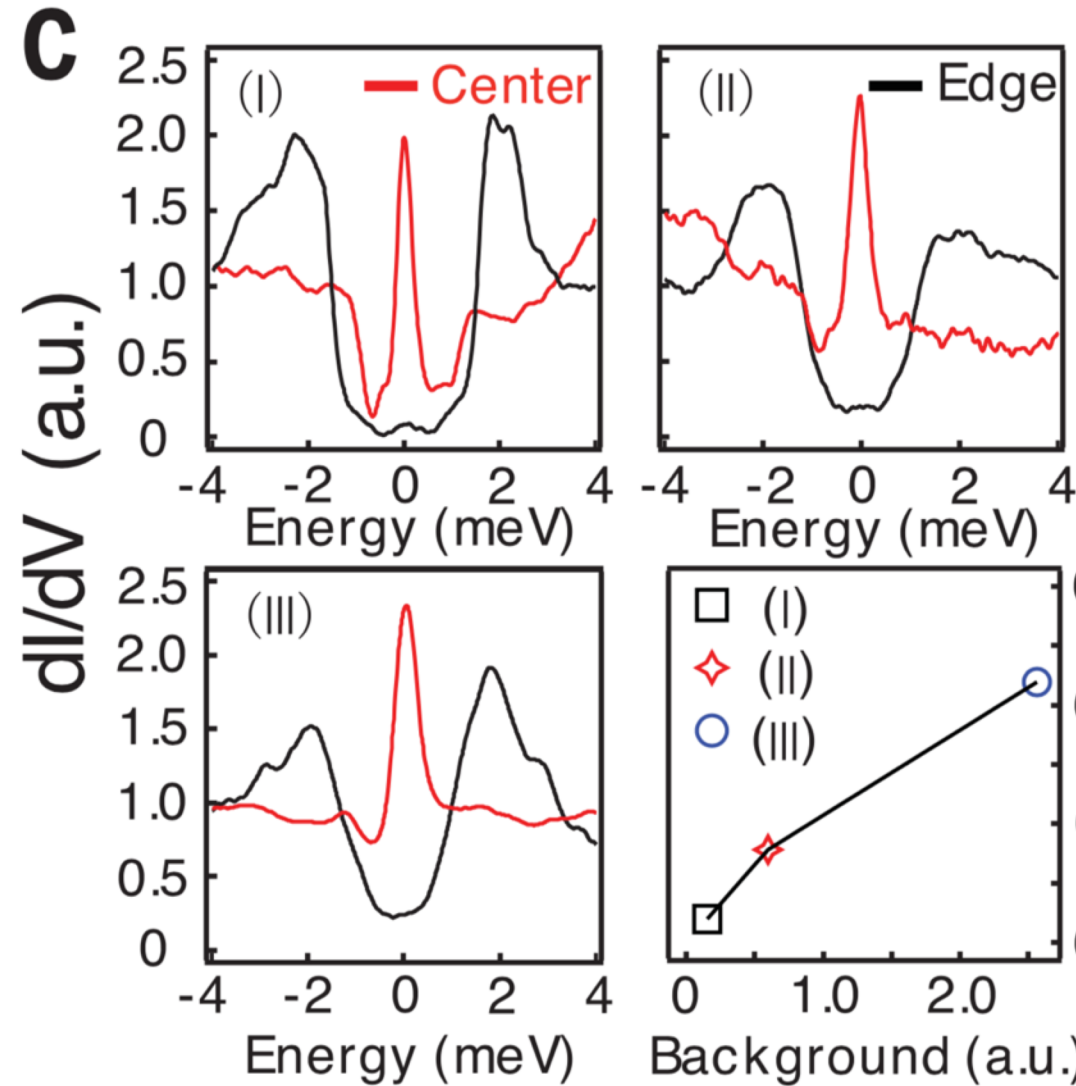 C
dI/dV (a.u.)
(I) Center
2.5
2.0
1.5
1.0
0.5
0
-4 -2 0 2 4
Energy (meV)
(II) Edge
-4 -2 0 2 4
Energy (meV)
(III)
2.5
2.0
1.5
1.0
0.5
0
-4 -2 0 2 4
Energy (meV)
(I)
(II)
(III)
0 1.0 2.0
Background (a.u.)